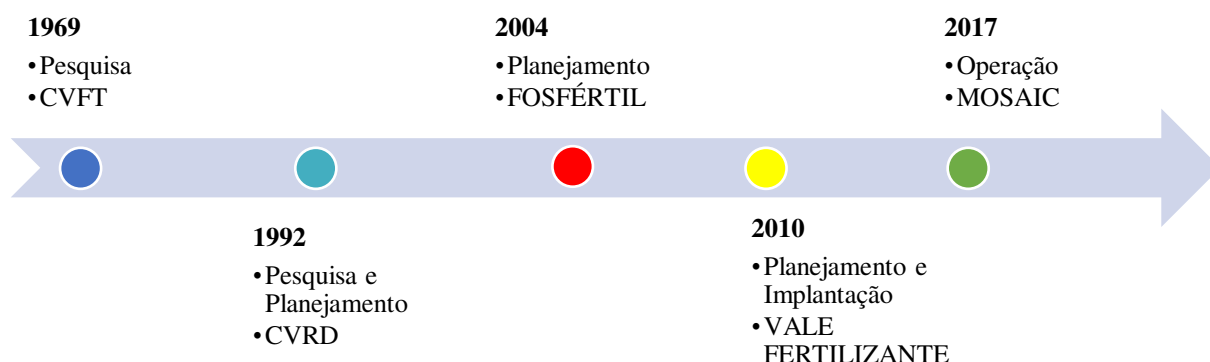 1969
•Pesquisa
•CVFT
2004
•Planejamento
•FOSFÉRTIL
2017
•Operação
•MOSAIC
1992
•Pesquisa e
Planejamento
•CVRD
2010
•Planejamento e
Implantação
•VALE
FERTILIZANTE